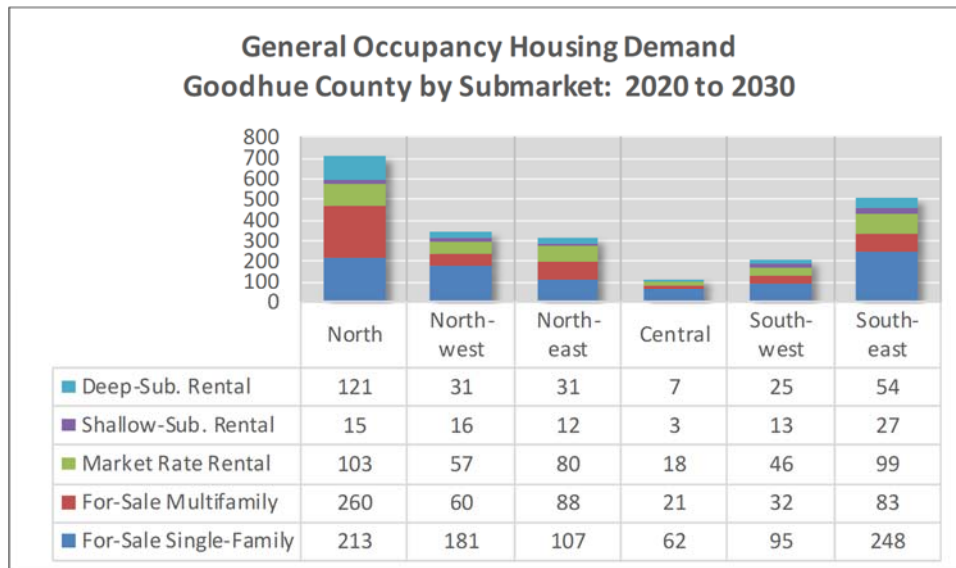 General Occupancy Housing Demand
Goodhue County by Submarket: 2020 to 2030
800
700
600
500
400
300
200
100
0
North North-west North-east Central South-west South-east
Deep-Sub. Rental 121 31 31 7 25 54
Shallow-Sub. Rental 15 16 12 3 13 27
Market Rate Rental 103 57 80 18 46 99
For-Sale Multifamily 260 60 88 21 32 83
For-Sale Single-Family 213 181 107 62 95 248